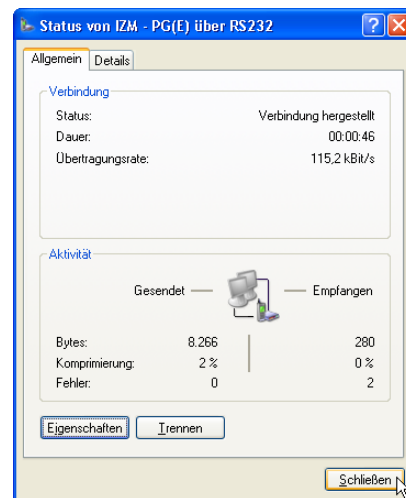 Status von IZM - PG(E) über RS232
Allgemein Details
Verbindung
Status: Verbindung hergestellt
Dauer: 00:00:46
Übertragungsrate: 115,2 kBit/s
Aktivität
Gesendet Empfangen
Bytes: 8.266 280
Komprimierung: 2 % 0 %
Fehler: 0 2
Eigenschaften Trennen
Schließen